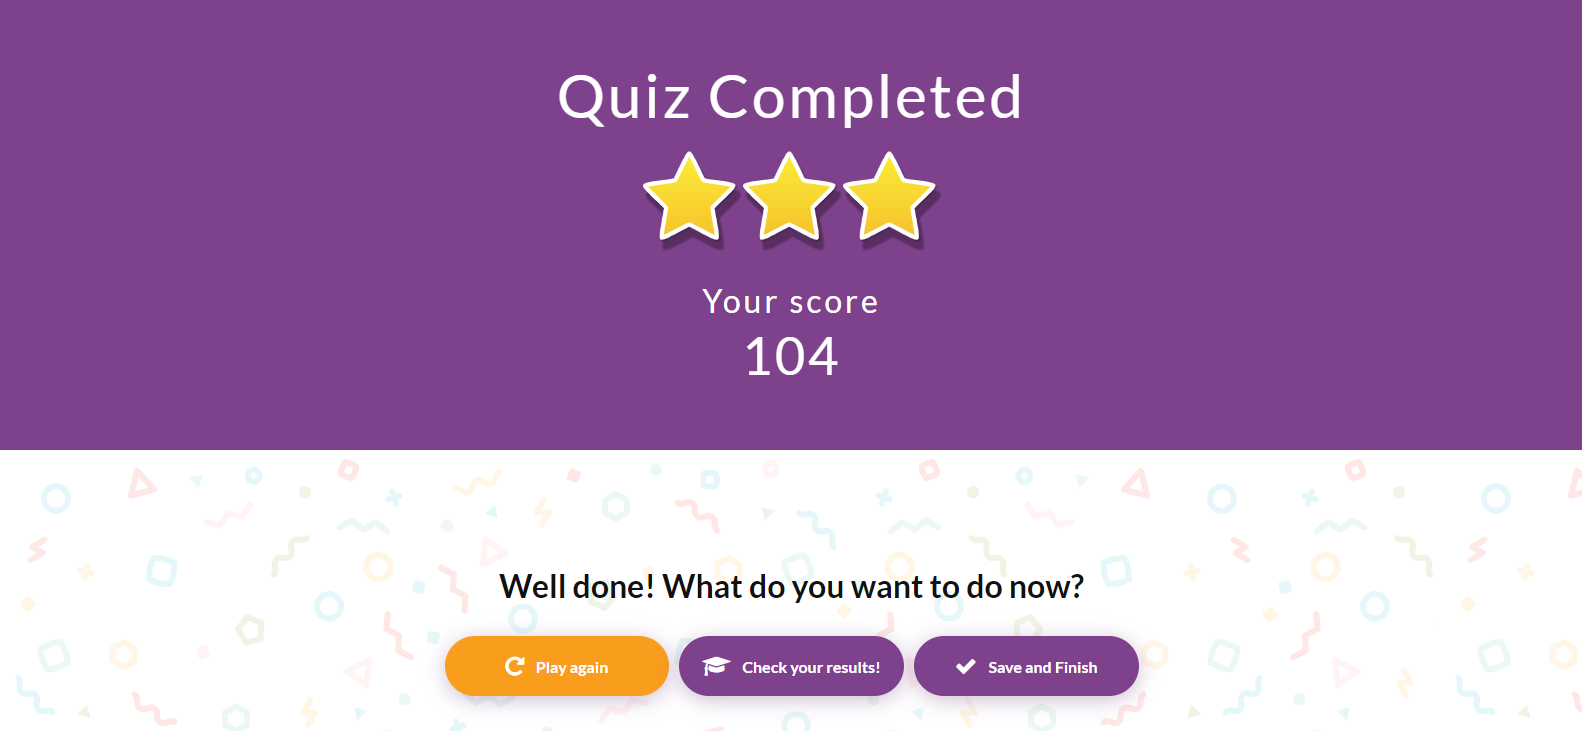 Quiz Completed
Your score
104
Well done! What do you want to do now?
Play again
Check your results!
Save and Finish